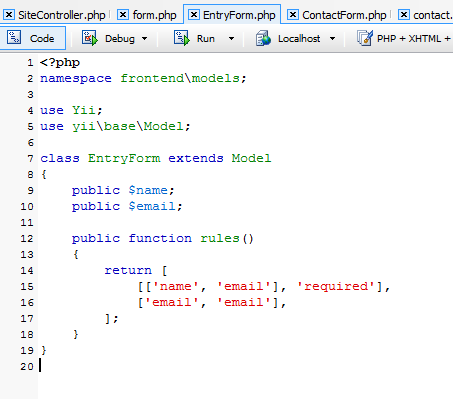 SiteController.php form.php EntryForm.php ContactForm.php contact.
Code Debug Run Localhost PHP + XHTML +
1 <?php
2 namespace frontend\models;
3
4 use Yii;
5 use yii\base\Model;
6
7 class EntryForm extends Model
8 {
9     public $name;
10     public $email;
11
12     public function rules()
13     {
14         return [
15             [['name', 'email'], 'required'],
16             ['email', 'email'],
17         ];
18     }
19 }
20